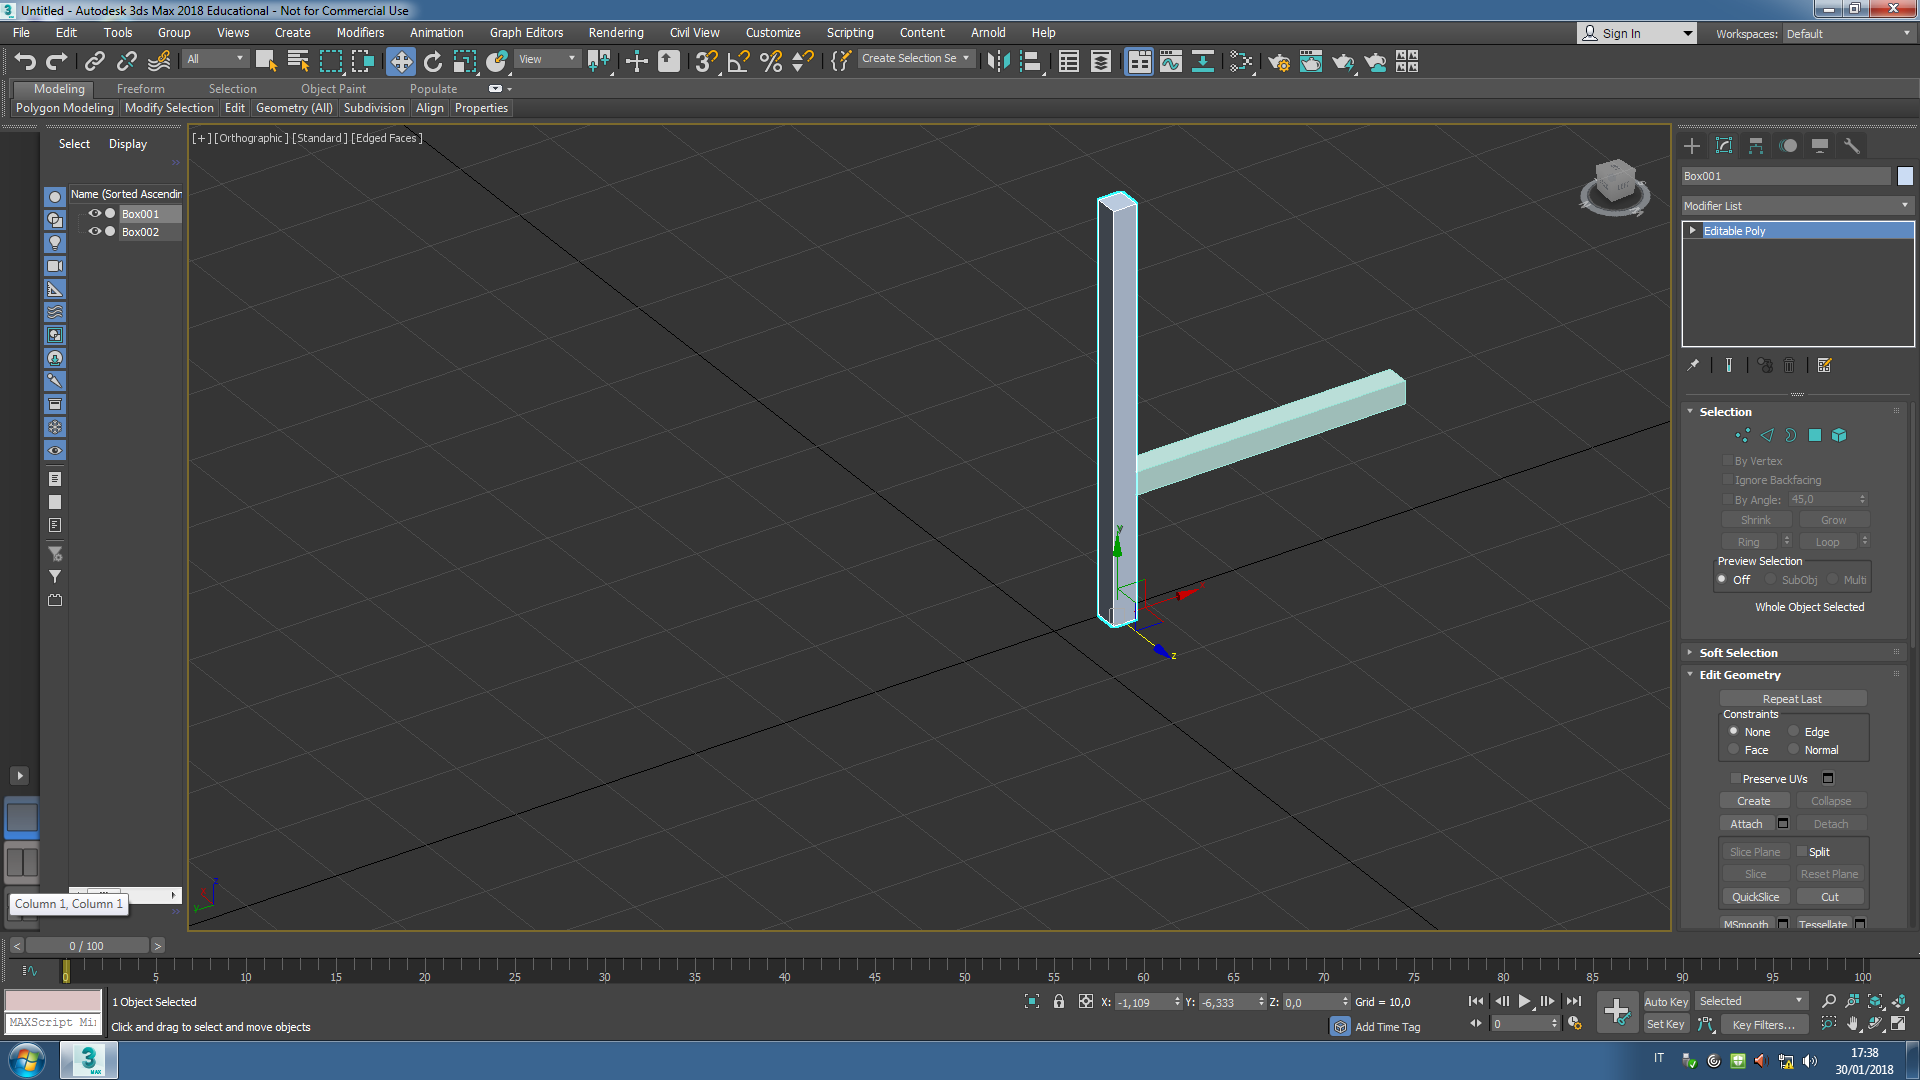 Untitled - Autodesk 3ds Max 2018 Educational - Not for Commercial Use
File Edit Tools Group Views Create Modifiers Animation Graph Editors Rendering Civil View Customize Scripting Content Arnold Help
Sign In Workspaces: Default
All View Create Selection Se
Modeling Freeform Selection Object Paint Populate
Polygon Modeling Modify Selection Edit Geometry (All) Subdivision Align Properties
Select Display
[+] [Orthographic] [Standard] [Edged Faces]
Name (Sorted Ascendin
Box001
Box002
Box001
Modifier List
Editable Poly
Selection
By Vertex
Ignore Backfacing
By Angle: 45,0
Shrink Grow
Ring Loop
Preview Selection
Off SubObj Multi
Whole Object Selected
Soft Selection
Edit Geometry
Repeat Last
Constraints
None Edge
Face Normal
Preserve UVs
Create Collapse
Attach Detach
Slice Plane Split
Slice Reset Plane
QuickSlice Cut
MSmooth Tessellate
y
z
z
y
Column 1, Column 1
< 0 / 100 >
0 5 10 15 20 25 30 35 40 45 50 55 60 65 70 75 80 85 90 95 100
1 Object Selected X: -1,109 Y: -6,333 Z: 0,0 Grid = 10,0 Auto Key Selected
MAXScript Mi
Click and drag to select and move objects Add Time Tag 0 Set Key Key Filters...
3 MAX
IT 17:38
30/01/2018